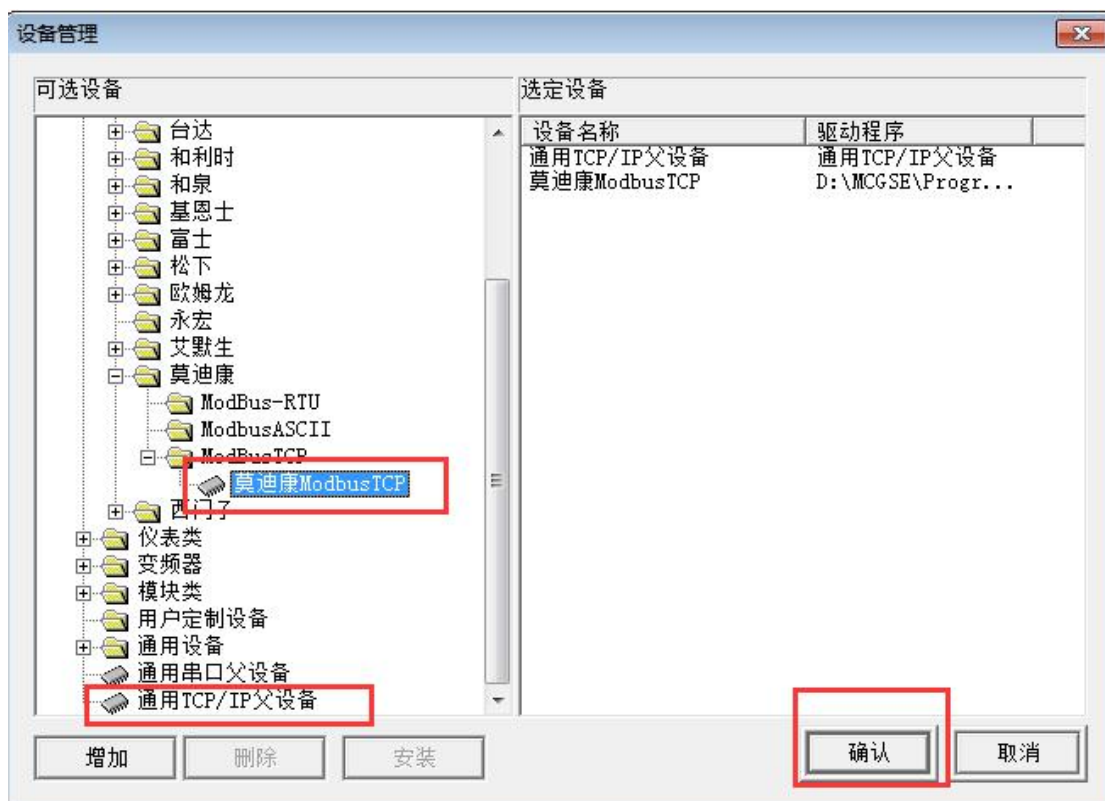 设备管理
可选设备
台达
和利时
和泉
基恩士
富士
松下
欧姆龙
永宏
艾默生
莫迪康
ModBus-RTU
ModbusASCII
ModBusTCP
莫迪康ModbusTCP
西门子
仪表类
变频器
模块类
用户定制设备
通用设备
通用串口父设备
通用TCP/IP父设备
选定设备
设备名称 驱动程序
通用TCP/IP父设备 通用TCP/IP父设备
莫迪康ModbusTCP D:\MCGSE\Progr...
增加 删除 安装 确认 取消